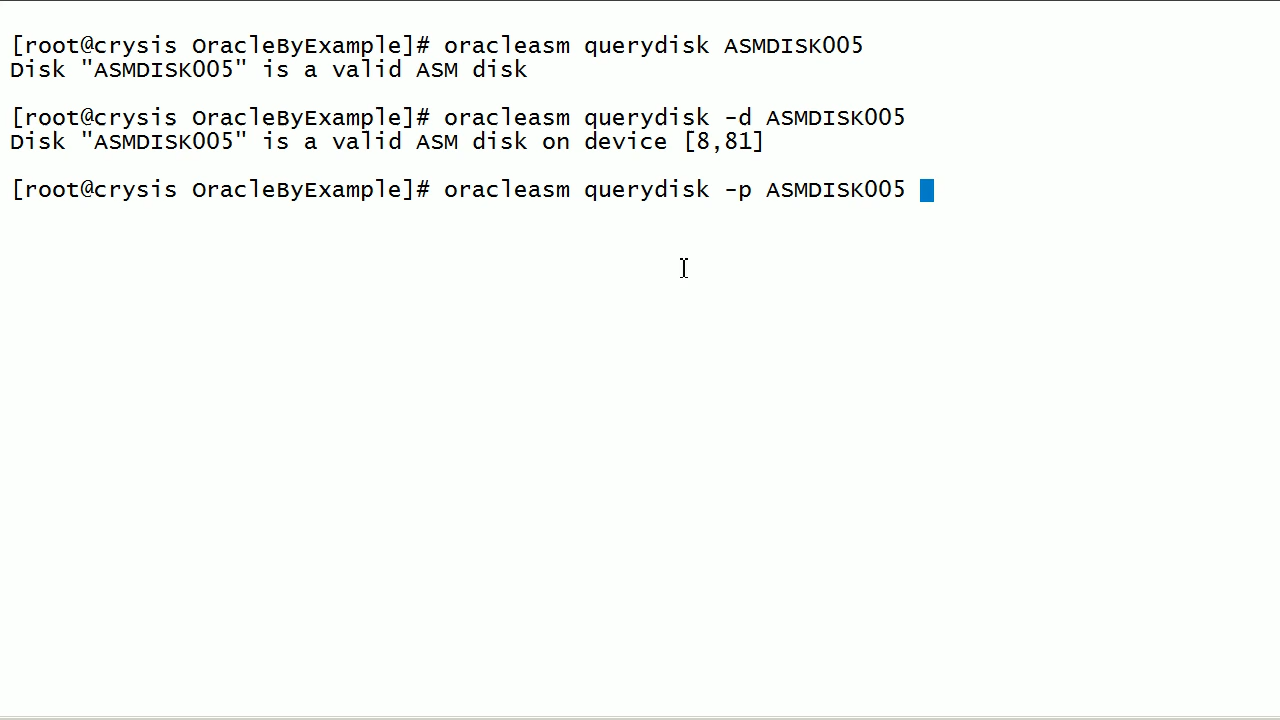 [root@crysis OracleByExample]# oracleasm querydisk ASMDISK005
Disk "ASMDISK005" is a valid ASM disk
[root@crysis OracleByExample]# oracleasm querydisk -d ASMDISK005
Disk "ASMDISK005" is a valid ASM disk on device [8,81]
[root@crysis OracleByExample]# oracleasm querydisk -p ASMDISK005